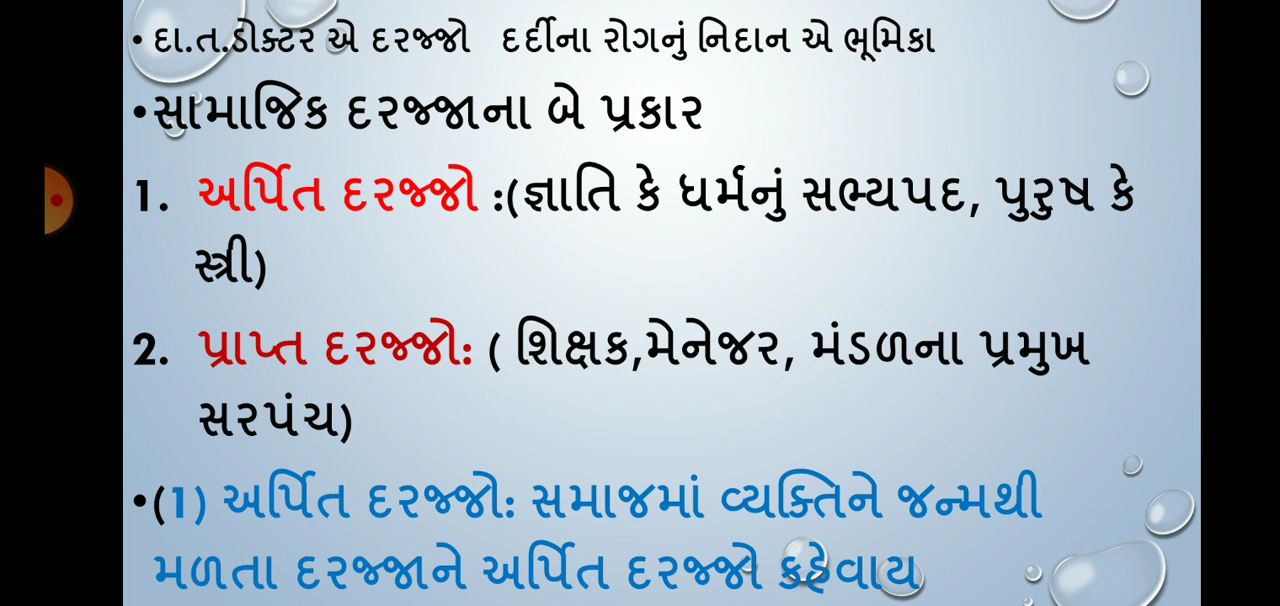 • દા.ત.ડોક્ટર એ દરજ્જો દર્દીના રોગનું નિદાન એ ભૂમિકા
•સામાજિક દરજ્જાના બે પ્રકાર
1. અર્પિત દરજ્જો :(જ્ઞાતિ કે ધર્મનું સભ્યપદ, પુરુષ કે
સ્ત્રી)
2. પ્રાપ્ત દરજ્જો: ( શિક્ષક,મેનેજર, મંડળના પ્રમુખ
સરપંચ)
•(1) અર્પિત દરજ્જો: સમાજમાં વ્યક્તિને જન્મથી
મળતા દરજ્જાને અર્પિત દરજ્જો કહેવાય